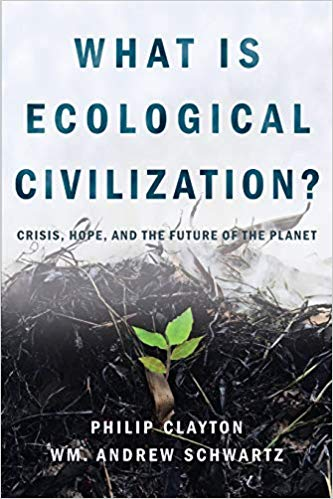 WHAT IS
ECOLOGICAL
CIVILIZATION?
CRISIS, HOPE, AND THE FUTURE OF THE PLANET
PHILIP CLAYTON
WM. ANDREW SCHWARTZ